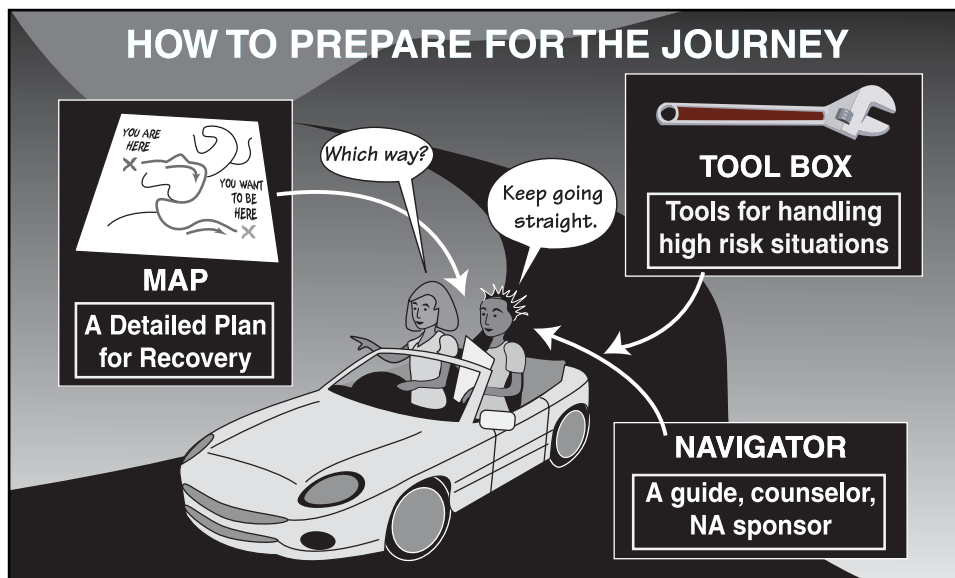 HOW TO PREPARE FOR THE JOURNEY
YOU ARE
HERE
YOU WANT
TO BE
HERE
MAP
A Detailed Plan
for Recovery
Which way?
Keep going
straight.
TOOL BOX
Tools for handling
high risk situations
NAVIGATOR
A guide, counselor,
NA sponsor